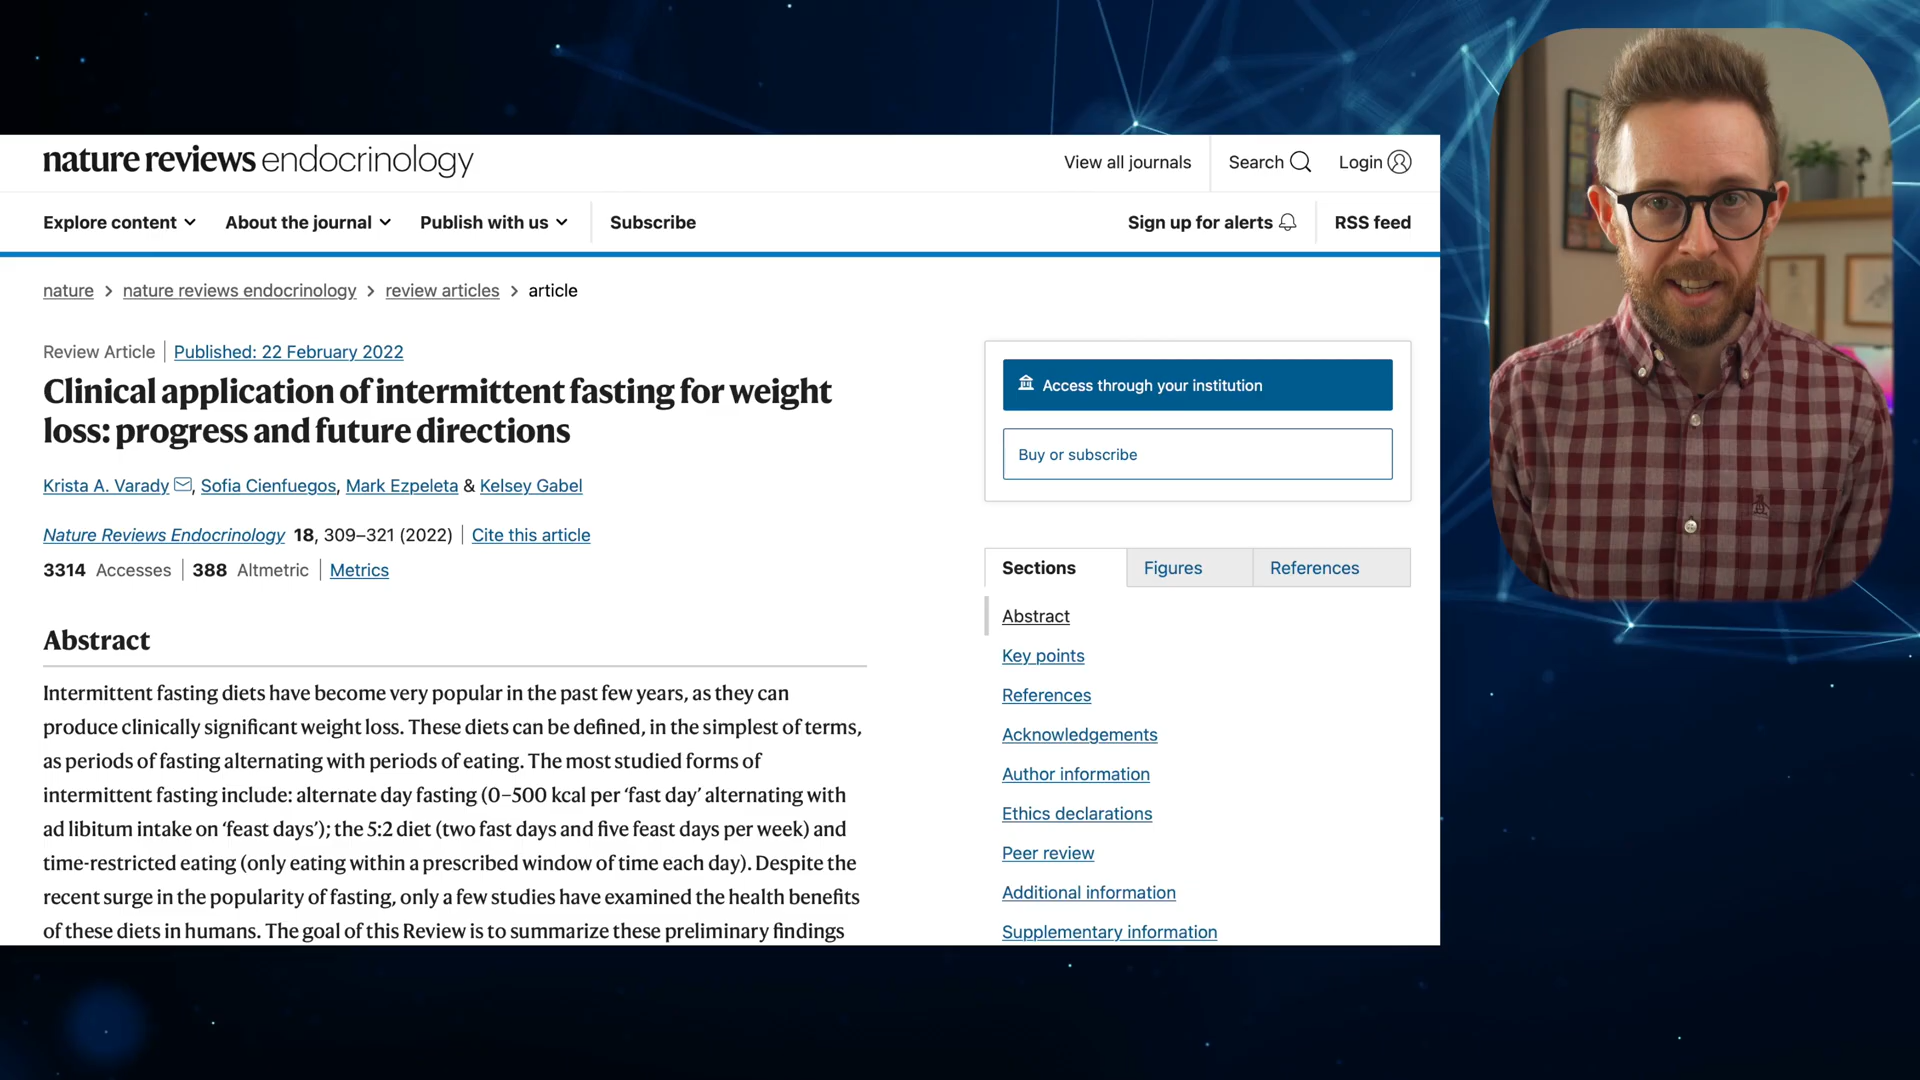 nature reviews endocrinology
View all journals
Search
Login
Explore content
About the journal
Publish with us
Subscribe
Sign up for alerts
RSS feed
nature > nature reviews endocrinology > review articles > article
Review Article | Published: 22 February 2022
Clinical application of intermittent fasting for weight
loss: progress and future directions
Krista A. Varady, Sofia Cienfuegos, Mark Ezpeleta & Kelsey Gabel
Nature Reviews Endocrinology 18, 309–321 (2022) | Cite this article
3314 Accesses | 388 Altmetric | Metrics
Abstract
Intermittent fasting diets have become very popular in the past few years, as they can
produce clinically significant weight loss. These diets can be defined, in the simplest of terms,
as periods of fasting alternating with periods of eating. The most studied forms of
intermittent fasting include: alternate day fasting (0–500 kcal per ‘fast day’ alternating with
ad libitum intake on ‘feast days’); the 5:2 diet (two fast days and five feast days per week) and
time-restricted eating (only eating within a prescribed window of time each day). Despite the
recent surge in the popularity of fasting, only a few studies have examined the health benefits
of these diets in humans. The goal of this Review is to summarize these preliminary findings
Access through your institution
Buy or subscribe
Sections
Figures
References
Abstract
Key points
References
Acknowledgements
Author information
Ethics declarations
Peer review
Additional information
Supplementary information